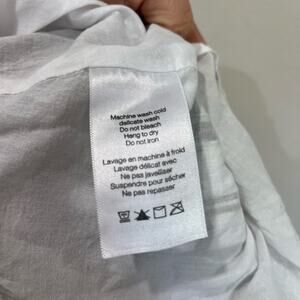 Machine wash cold
delicate wash
Do not bleach
Hang to dry
Do not iron
Lavage en machine à froid
Lavage délicat avec
Ne pas javelliser
Suspendre pour sécher
Ne pas repasser